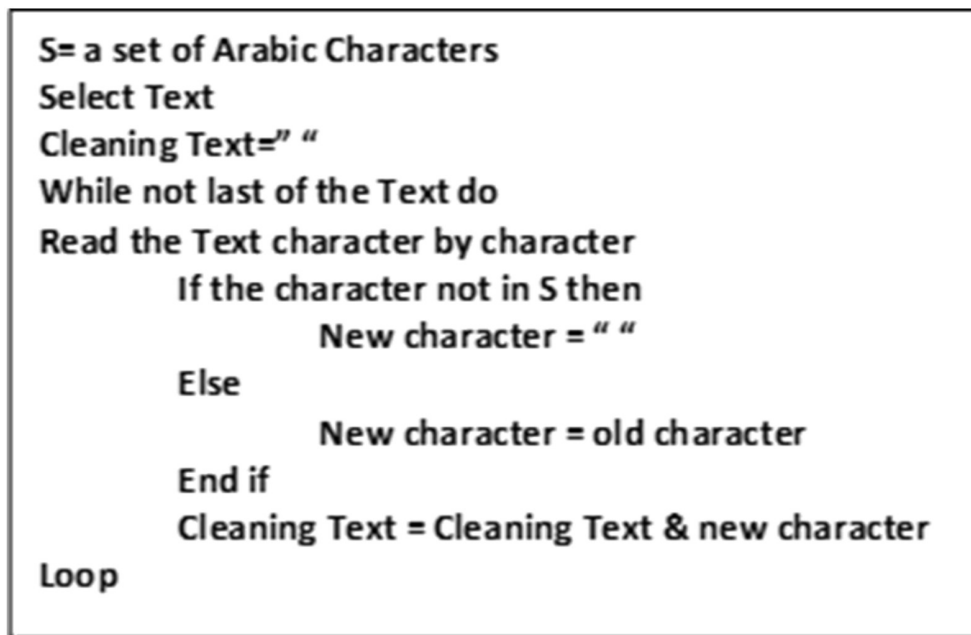 S= a set of Arabic Characters
Select Text
Cleaning Text=” “
While not last of the Text do
Read the Text character by character
If the character not in S then
New character = “ “
Else
New character = old character
End if
Cleaning Text = Cleaning Text & new character
Loop